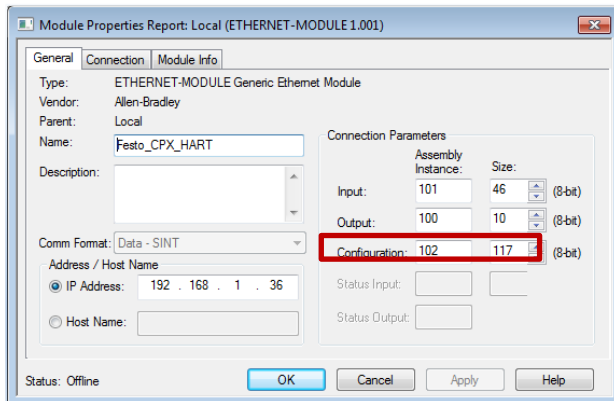 Module Properties Report: Local (ETHERNET-MODULE 1.001)
General Connection Module Info
Type: ETHERNET-MODULE Generic Ethernet Module
Vendor: Allen-Bradley
Parent: Local
Name: Festo_CPX_HART
Description:
Comm Format: Data - SINT
Address / Host Name
IP Address: 192 . 168 . 1 . 36
Host Name:
Connection Parameters
Assembly Instance: Size:
Input: 101 46 (8-bit)
Output: 100 10 (8-bit)
Configuration: 102 117 (8-bit)
Status Input:
Status Output:
Status: Offline
OK Cancel Apply Help